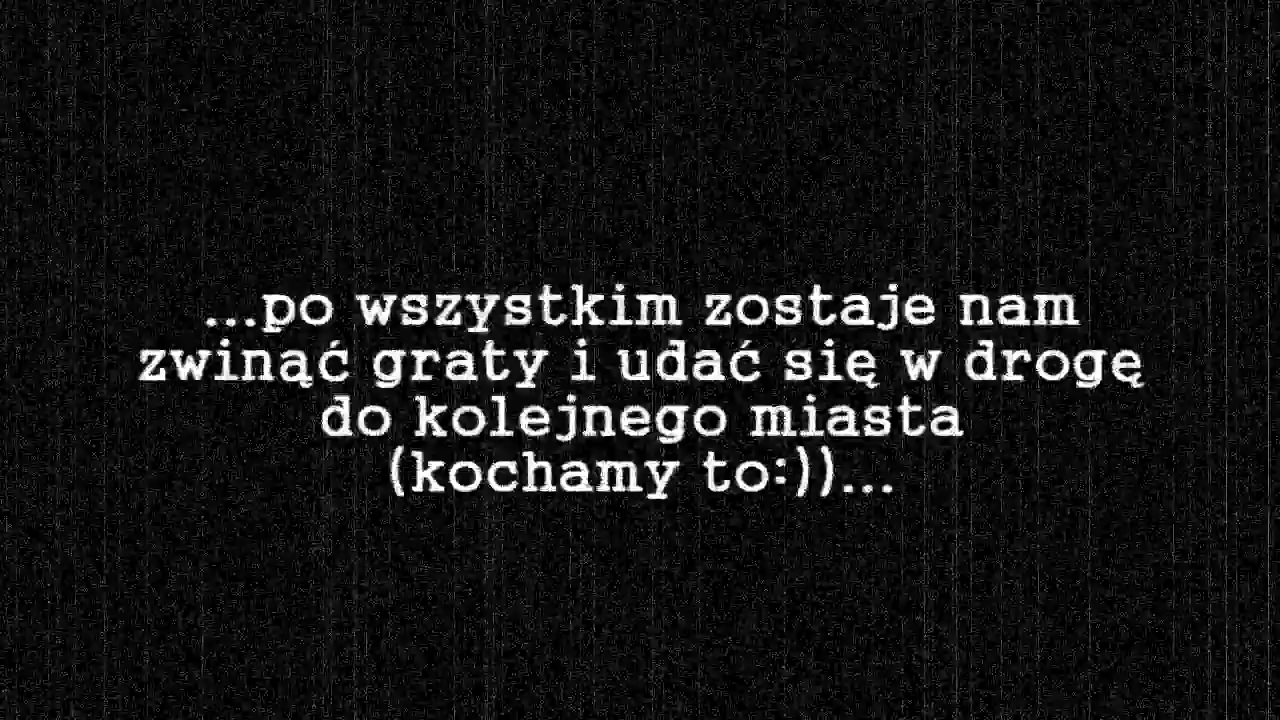 ...po wszystkim zostaje nam
zwinąć graty i udać się w drogę
do kolejnego miasta
(kochamy to:))...